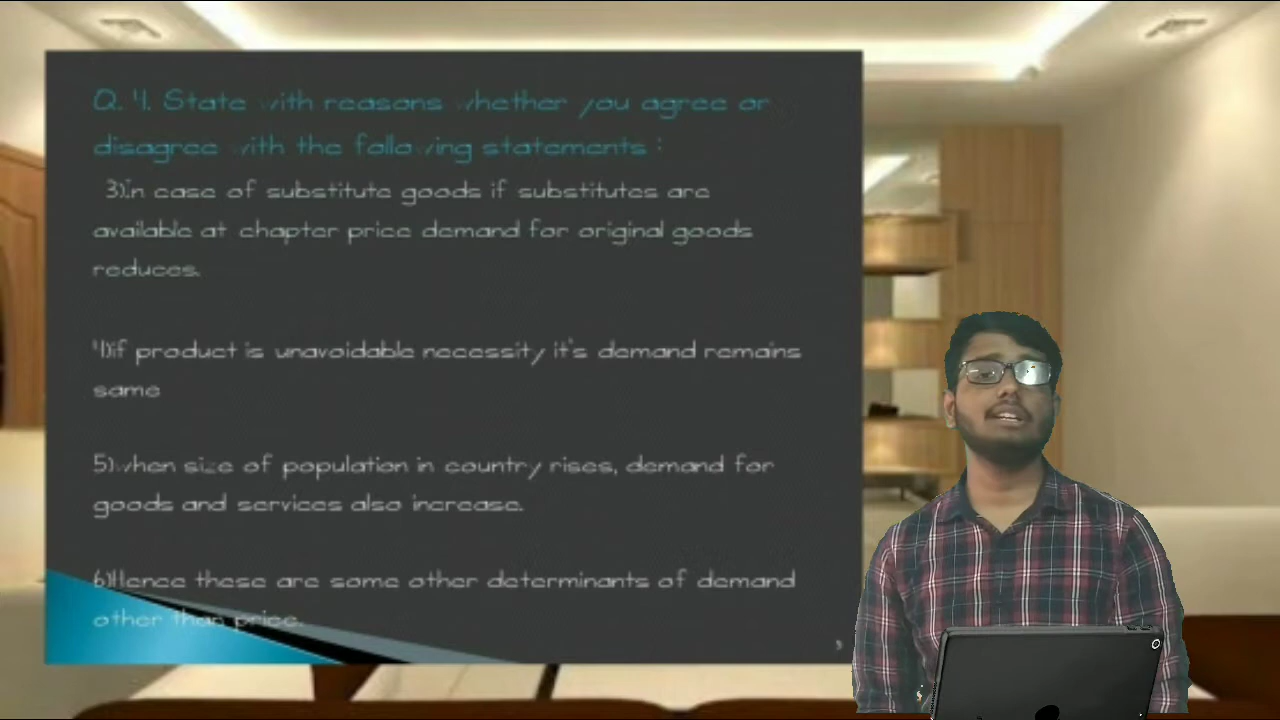 Q. 4. State with reasons whether you agree or
disagree with the following statements :
3)In case of substitute goods if substitutes are
available at chapter price demand for original goods
reduces.
4)if product is unavoidable necessity it's demand remains
same
5)when size of population in country rises, demand for
goods and services also increase.
6)Hence these are some other determinants of demand
other than price.